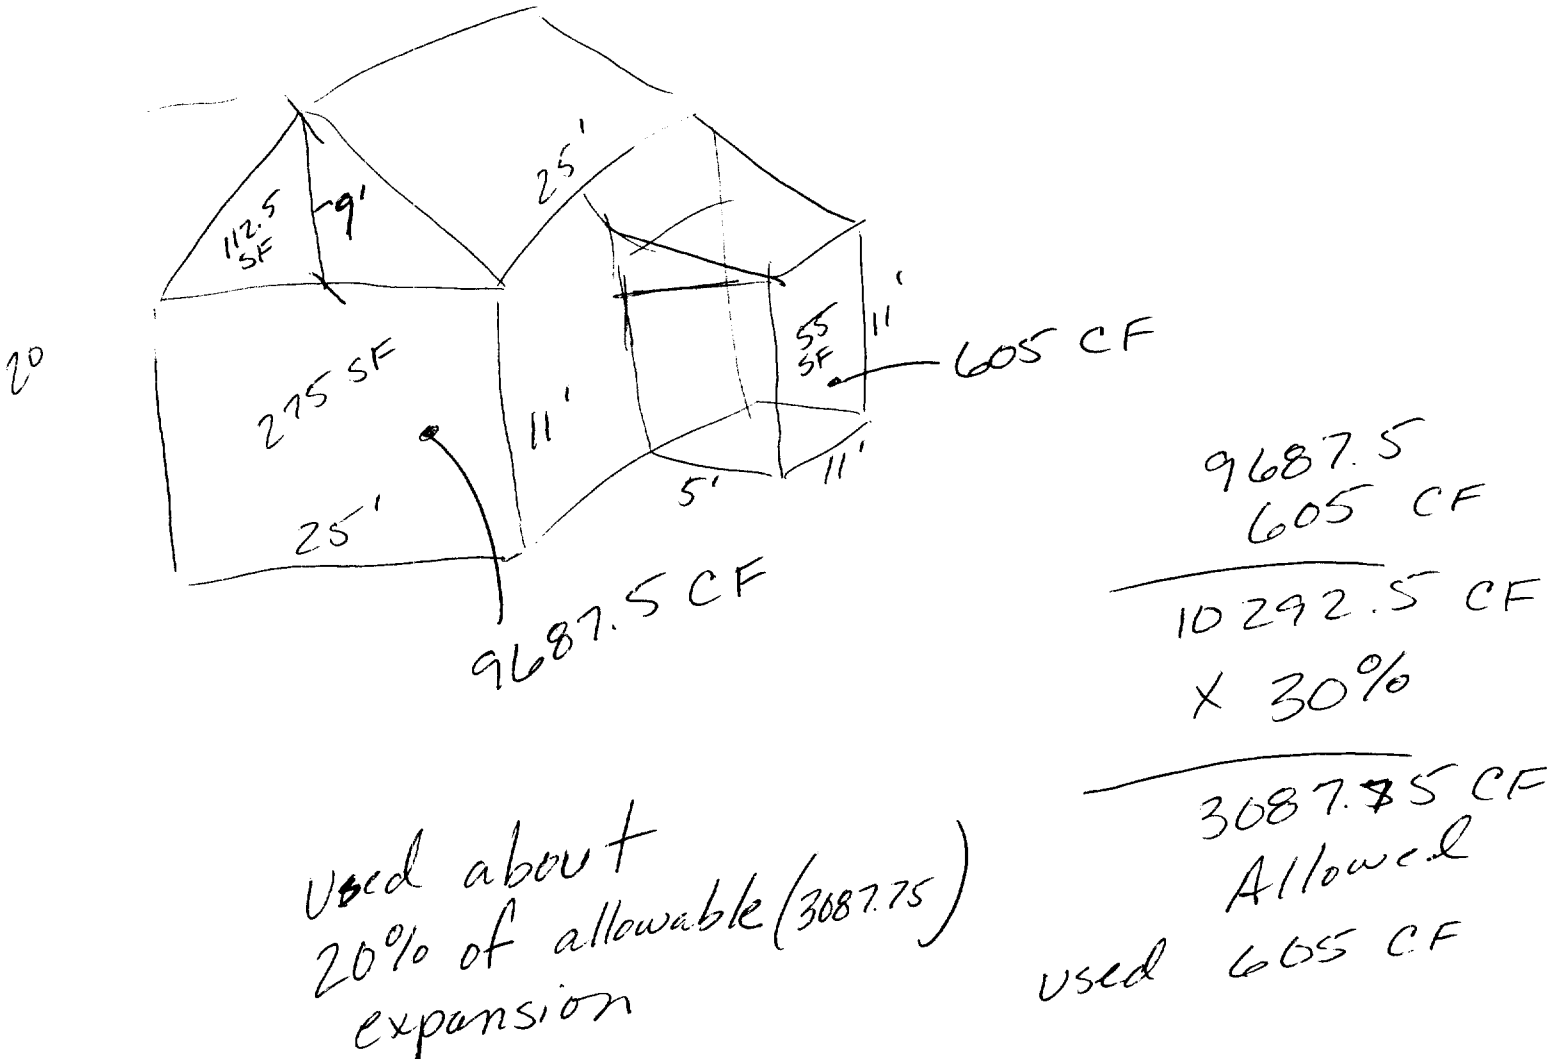 25'
112.5
SF
9'
20
275 SF
11'
25'
9687.5 CF
55
SF
11'
605 CF
5'
11'
9687.5
605 CF
10292.5 CF
X 30%
3087.75 CF
Allowed
used 605 CF
used about
20% of allowable (3087.75)
expansion